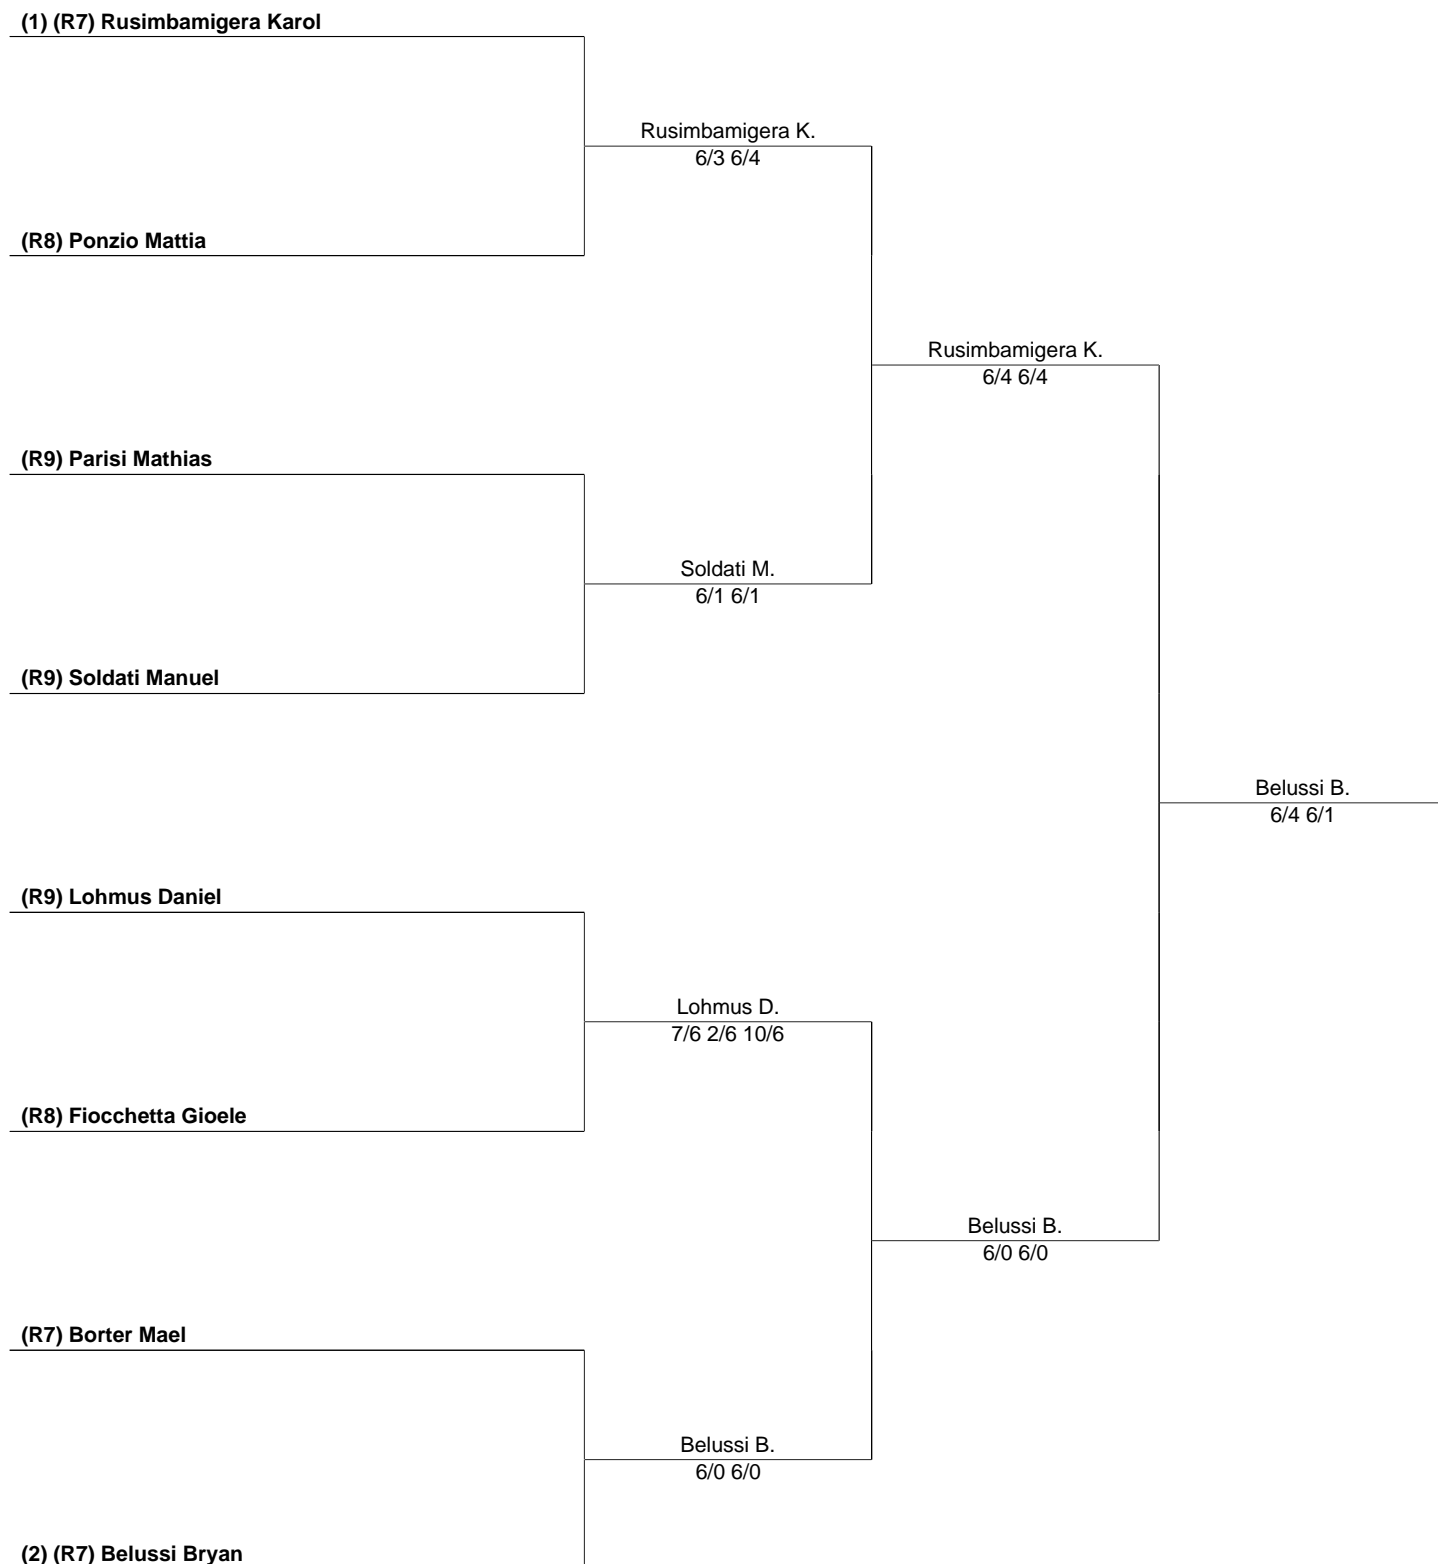 (1) (R7) Rusimbamigera Karol
Rusimbamigera K.
6/3 6/4
(R8) Ponzio Mattia
Rusimbamigera K.
6/4 6/4
(R9) Parisi Mathias
Soldati M.
6/1 6/1
(R9) Soldati Manuel
Belussi B.
6/4 6/1
(R9) Lohmus Daniel
Lohmus D.
7/6 2/6 10/6
(R8) Fiocchetta Gioele
Belussi B.
6/0 6/0
(R7) Borter Mael
Belussi B.
6/0 6/0
(2) (R7) Belussi Bryan